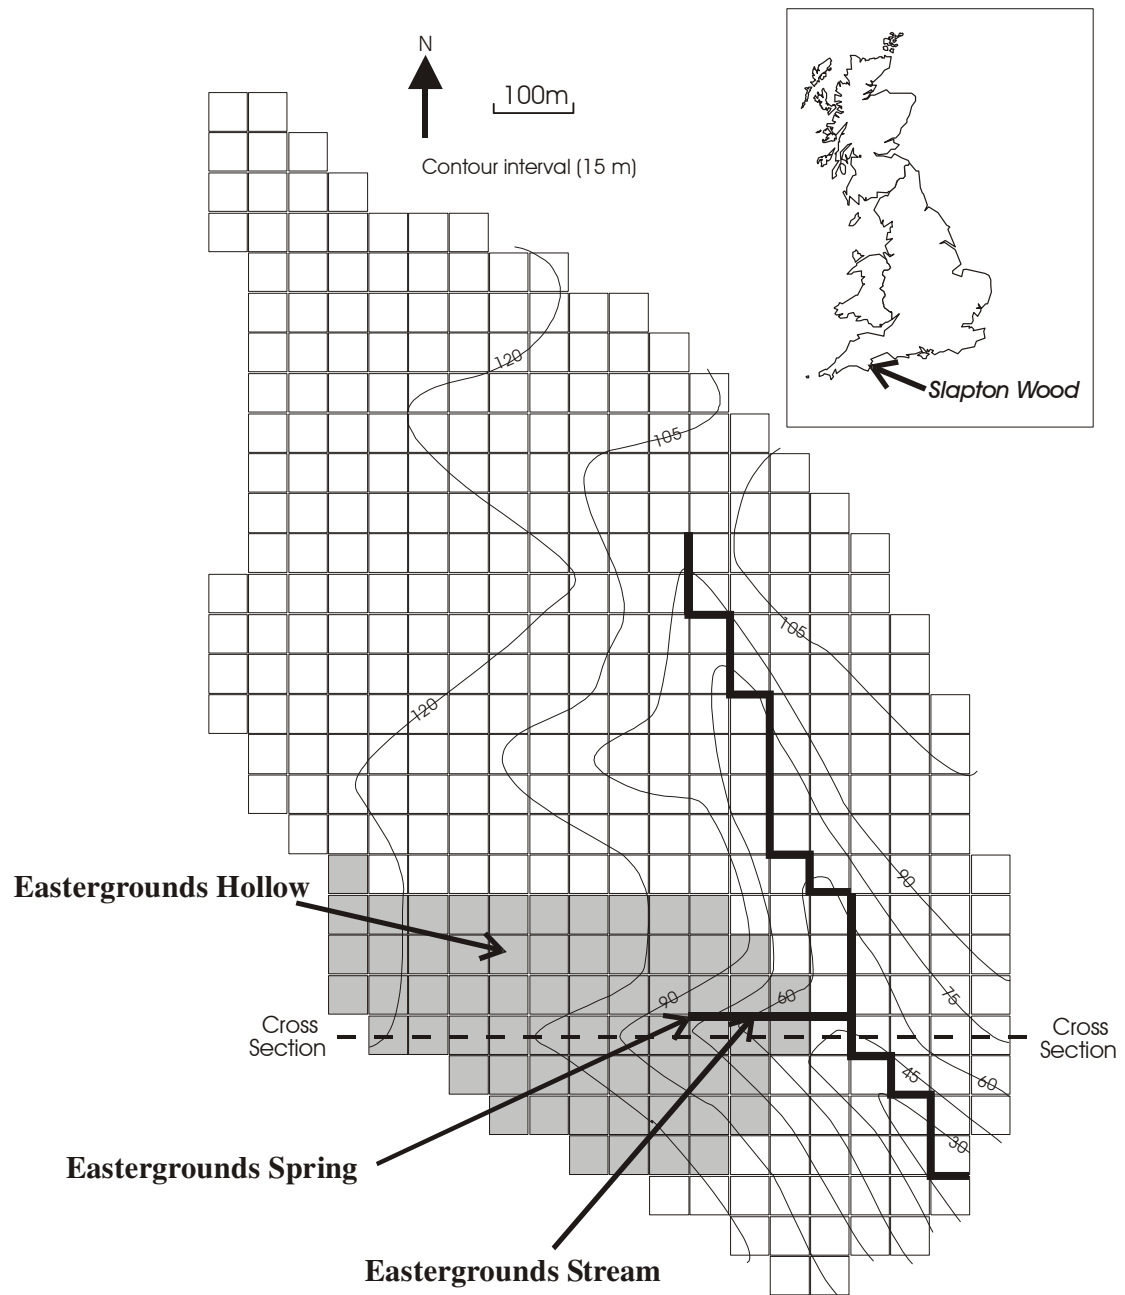 N
100m
Contour interval (15 m)
Slapton Wood
120
105
105
120
Eastergrounds Hollow
90
90
60
75
Cross
Section
Cross
Section
45
60
30
Eastergrounds Spring
Eastergrounds Stream